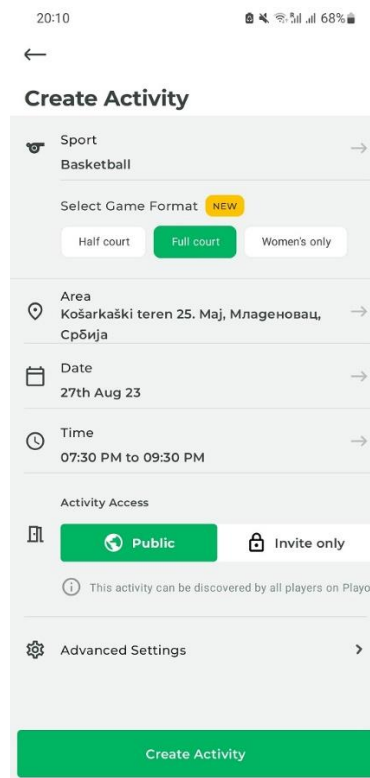 20:10
68%
Create Activity
Sport
Basketball
Select Game Format NEW
Half court Full court Women's only
Area
Košarkaški teren 25. Maj, Младеновац,
Србија
Date
27th Aug 23
Time
07:30 PM to 09:30 PM
Activity Access
Public Invite only
This activity can be discovered by all players on Playo
Advanced Settings
Create Activity